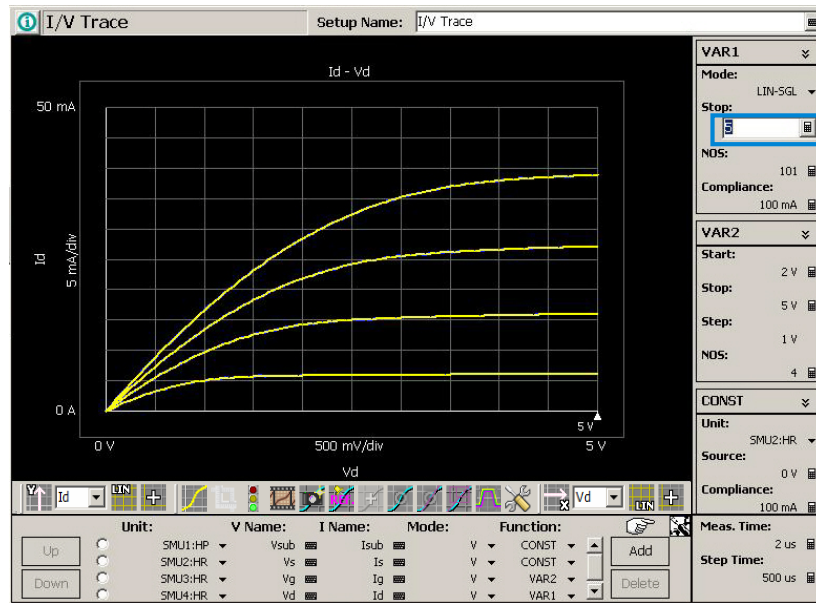 I/V Trace
Setup Name: I/V Trace
Id - Vd
50 mA
Id
5 mA/div
0 A
5 V
0 V
500 mV/div
5 V
Vd
VAR1
Mode:
LIN-SGL
Stop:
5
NOS:
101
Compliance:
100 mA
VAR2
Start:
2 V
Stop:
5 V
Step:
1 V
NOS:
4
CONST
Unit:
SMU2:HR
Source:
0 V
Compliance:
100 mA
Meas. Time:
2 us
Step Time:
500 us
Y Id LIN
X Vd LIN
Unit: V Name: I Name: Mode: Function:
Up
Down
SMU1:HP Vsub Isub V CONST
SMU2:HR Vs Is V CONST
SMU3:HR Vg Ig V VAR2
SMU4:HR Vd Id V VAR1
Add
Delete